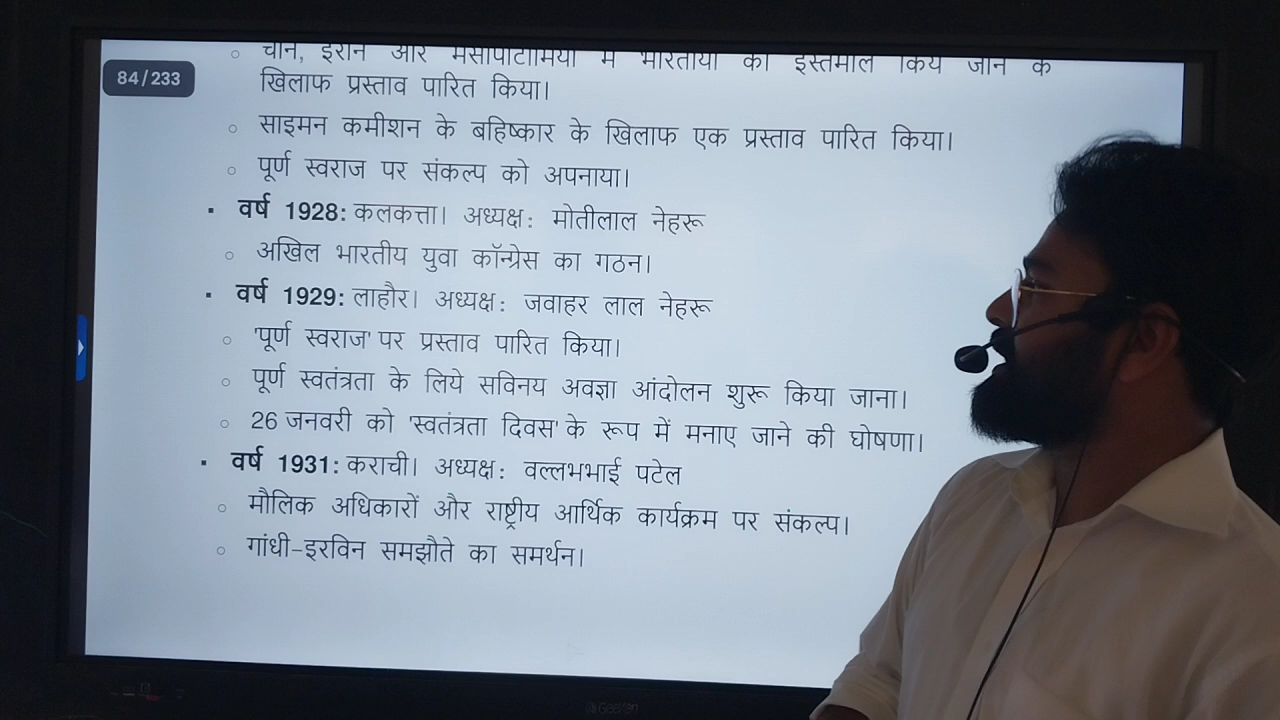 84/233
चीन, ईरान और मेसोपोटामिया में भारतीयों को इस्तेमाल किये जाने के
खिलाफ प्रस्ताव पारित किया।
साइमन कमीशन के बहिष्कार के खिलाफ एक प्रस्ताव पारित किया।
पूर्ण स्वराज पर संकल्प को अपनाया।
वर्ष 1928: कलकत्ता। अध्यक्ष: मोतीलाल नेहरू
अखिल भारतीय युवा कॉन्ग्रेस का गठन।
वर्ष 1929: लाहौर। अध्यक्ष: जवाहर लाल नेहरू
'पूर्ण स्वराज' पर प्रस्ताव पारित किया।
पूर्ण स्वतंत्रता के लिये सविनय अवज्ञा आंदोलन शुरू किया जाना।
26 जनवरी को 'स्वतंत्रता दिवस' के रूप में मनाए जाने की घोषणा।
वर्ष 1931: कराची। अध्यक्ष: वल्लभभाई पटेल
मौलिक अधिकारों और राष्ट्रीय आर्थिक कार्यक्रम पर संकल्प।
गांधी-इरविन समझौते का समर्थन।